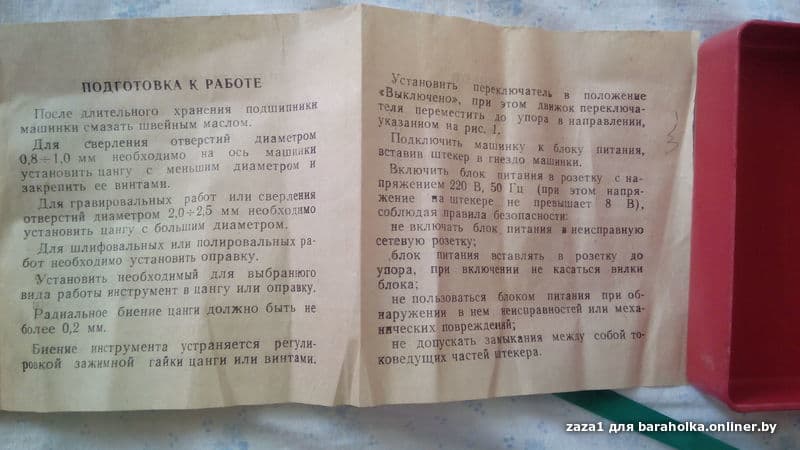 ПОДГОТОВКА К РАБОТЕ
После длительного хранения подшипники
машинки смазать швейным маслом.
Для сверления отверстий диаметром
0,8÷1,0 мм необходимо на ось машинки
установить цангу с меньшим диаметром и
закрепить ее винтами.
Для гравировальных работ или сверления
отверстий диаметром 2,0÷2,5 мм необходимо
установить цангу с большим диаметром.
Для шлифовальных или полировальных ра-
бот необходимо установить оправку.
Установить необходимый для выбранного
вида работы инструмент в цангу или оправку.
Радиальное биение цанги должно быть не
более 0,2 мм.
Биение инструмента устраняется регули-
ровкой зажимной гайки цанги или винтами.
Установить переключатель в положение
«Выключено», при этом движок переключа-
теля переместить до упора в направлении,
указанном на рис. 1.
Подключить машинку к блоку питания,
вставив штекер в гнездо машинки.
Включить блок питания в розетку с на-
пряжением 220 В, 50 Гц (при этом напря-
жение на штекере не превышает 8 В),
соблюдая правила безопасности:
не включать блок питания в неисправную
сетевую розетку;
блок питания вставлять в розетку до
упора, при включении не касаться вилки
блока;
не пользоваться блоком питания при об-
наружении в нем неисправностей или меха-
нических повреждений;
не допускать замыкания между собой то-
коведущих частей штекера.
3
zaza1 для baraholka.onliner.by